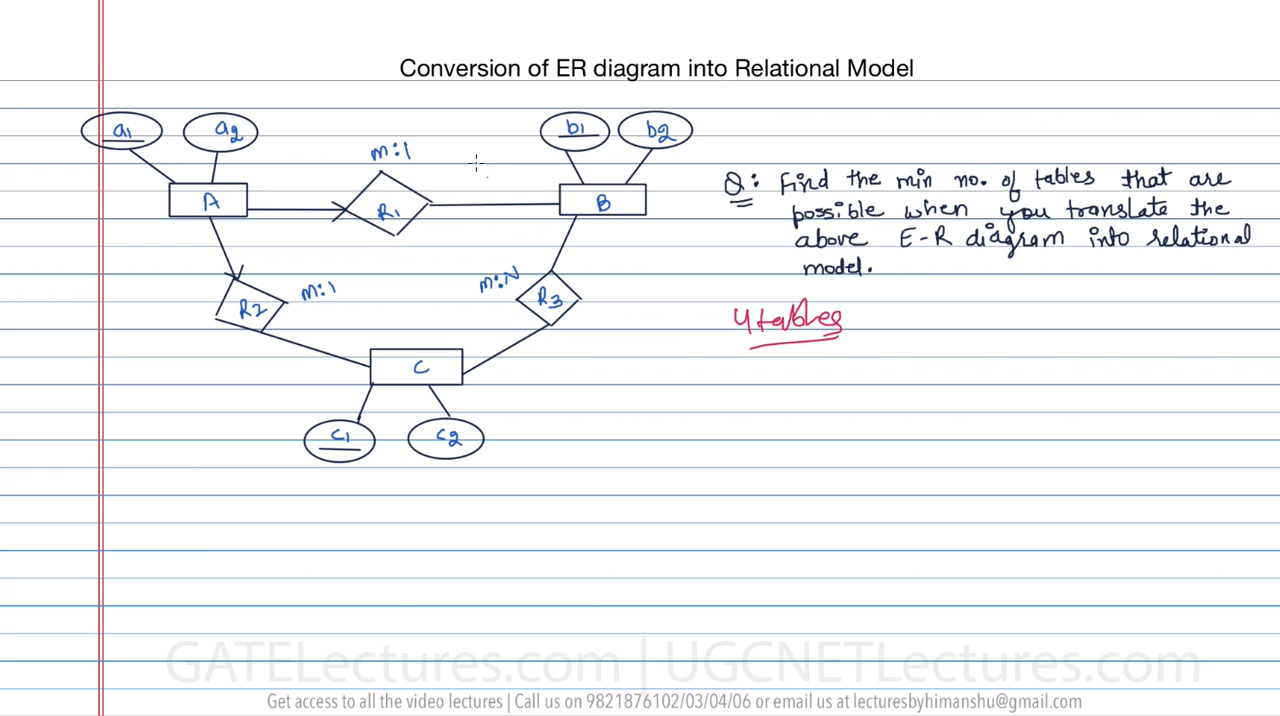 Conversion of ER diagram into Relational Model
a1 a2 b1 b2
m:1
A R1 B
Q: Find the min no. of tables that are
possible when you translate the
above E-R diagram into relational
model.
R2 m:1 m:N R3
4 tables
C
c1 c2
GATELectures.com | UGCNETLectures.com
Get access to all the video lectures | Call us on 9821876102/03/04/06 or email us at lecturesbyhimanshu@gmail.com